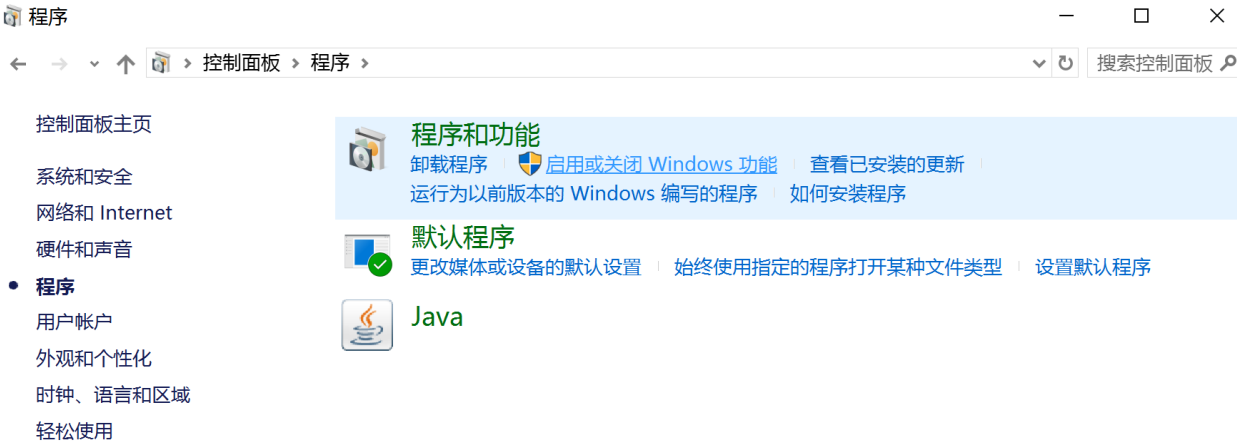 程序
控制面板 程序
搜索控制面板
控制面板主页
系统和安全
网络和 Internet
硬件和声音
程序
用户帐户
外观和个性化
时钟、语言和区域
轻松使用
程序和功能
卸载程序 启用或关闭 Windows 功能 查看已安装的更新
运行为以前版本的 Windows 编写的程序 如何安装程序
默认程序
更改媒体或设备的默认设置 始终使用指定的程序打开某种文件类型 设置默认程序
Java